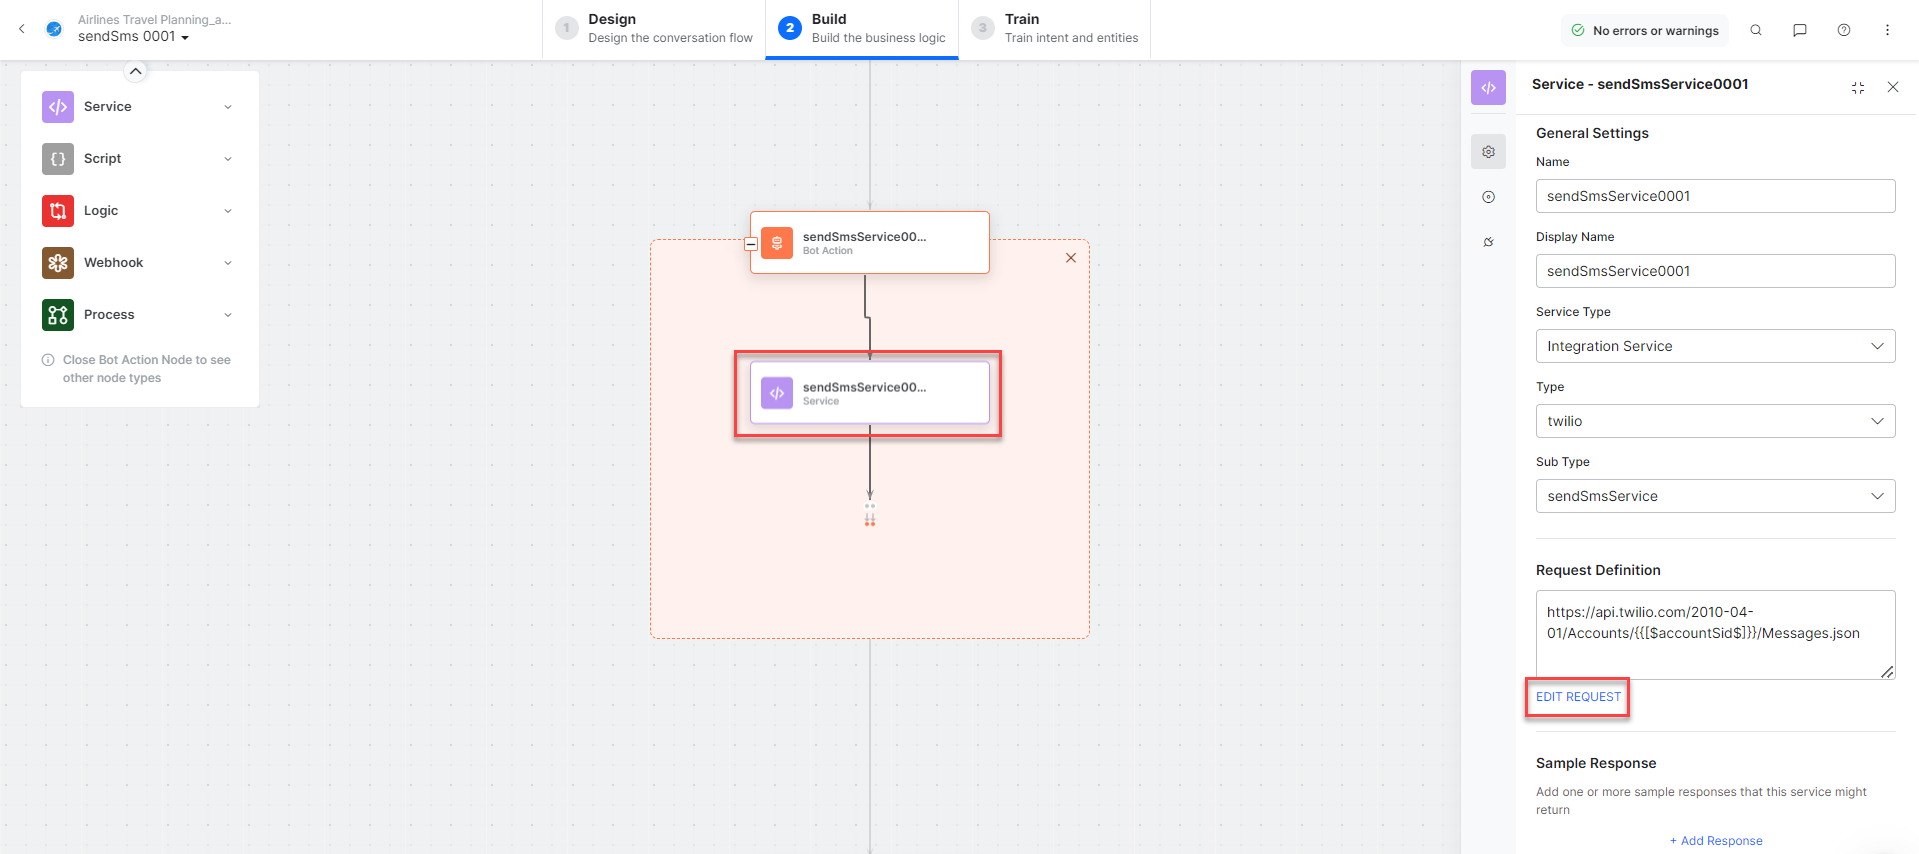 Airlines Travel Planning_a...
sendSms 0001
1
Design
Design the conversation flow
2
Build
Build the business logic
3
Train
Train intent and entities
No errors or warnings
Service
Script
Logic
Webhook
Process
Close Bot Action Node to see
other node types
sendSmsService00...
Bot Action
sendSmsService00...
Service
Service - sendSmsService0001
General Settings
Name
sendSmsService0001
Display Name
sendSmsService0001
Service Type
Integration Service
Type
twilio
Sub Type
sendSmsService
Request Definition
https://api.twilio.com/2010-04-
01/Accounts/{{[$accountSid$]}}/Messages.json
EDIT REQUEST
Sample Response
Add one or more sample responses that this service might
return
+ Add Response